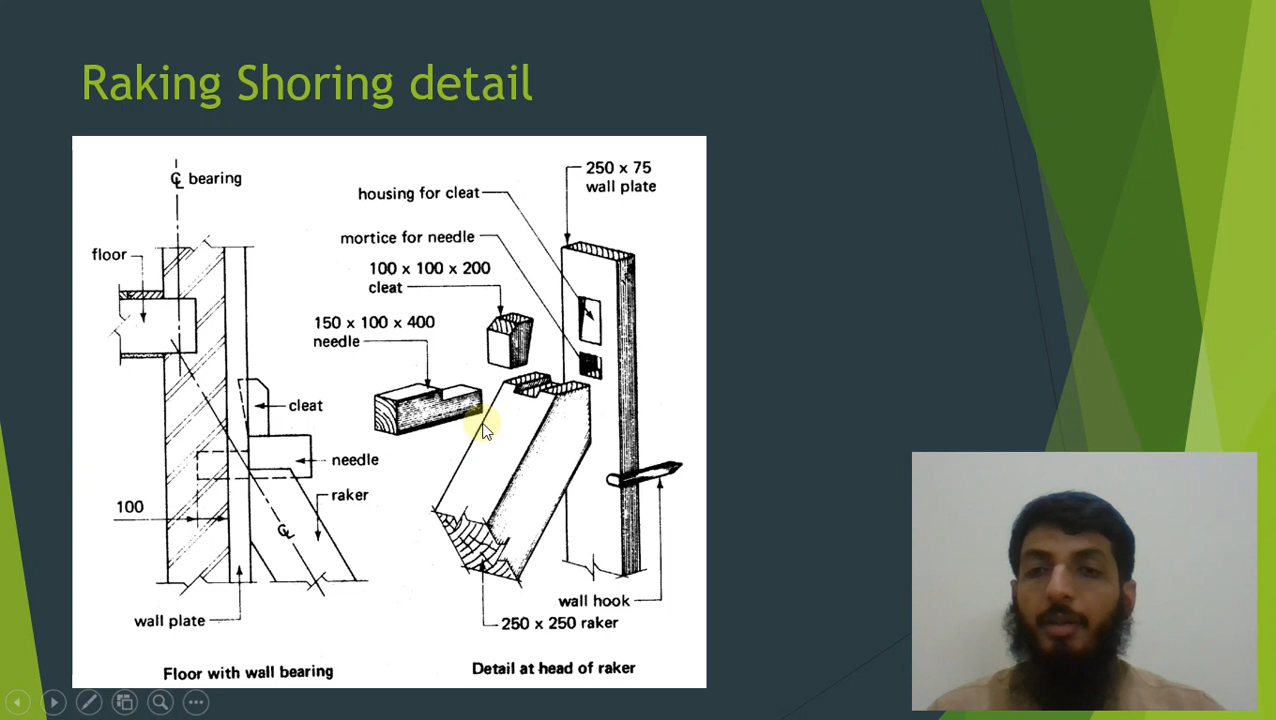 Raking Shoring detail
℄ bearing
floor
cleat
needle
raker
100
℄
wall plate
Floor with wall bearing
250 x 75
wall plate
housing for cleat
mortice for needle
100 x 100 x 200
cleat
150 x 100 x 400
needle
wall hook
250 x 250 raker
Detail at head of raker